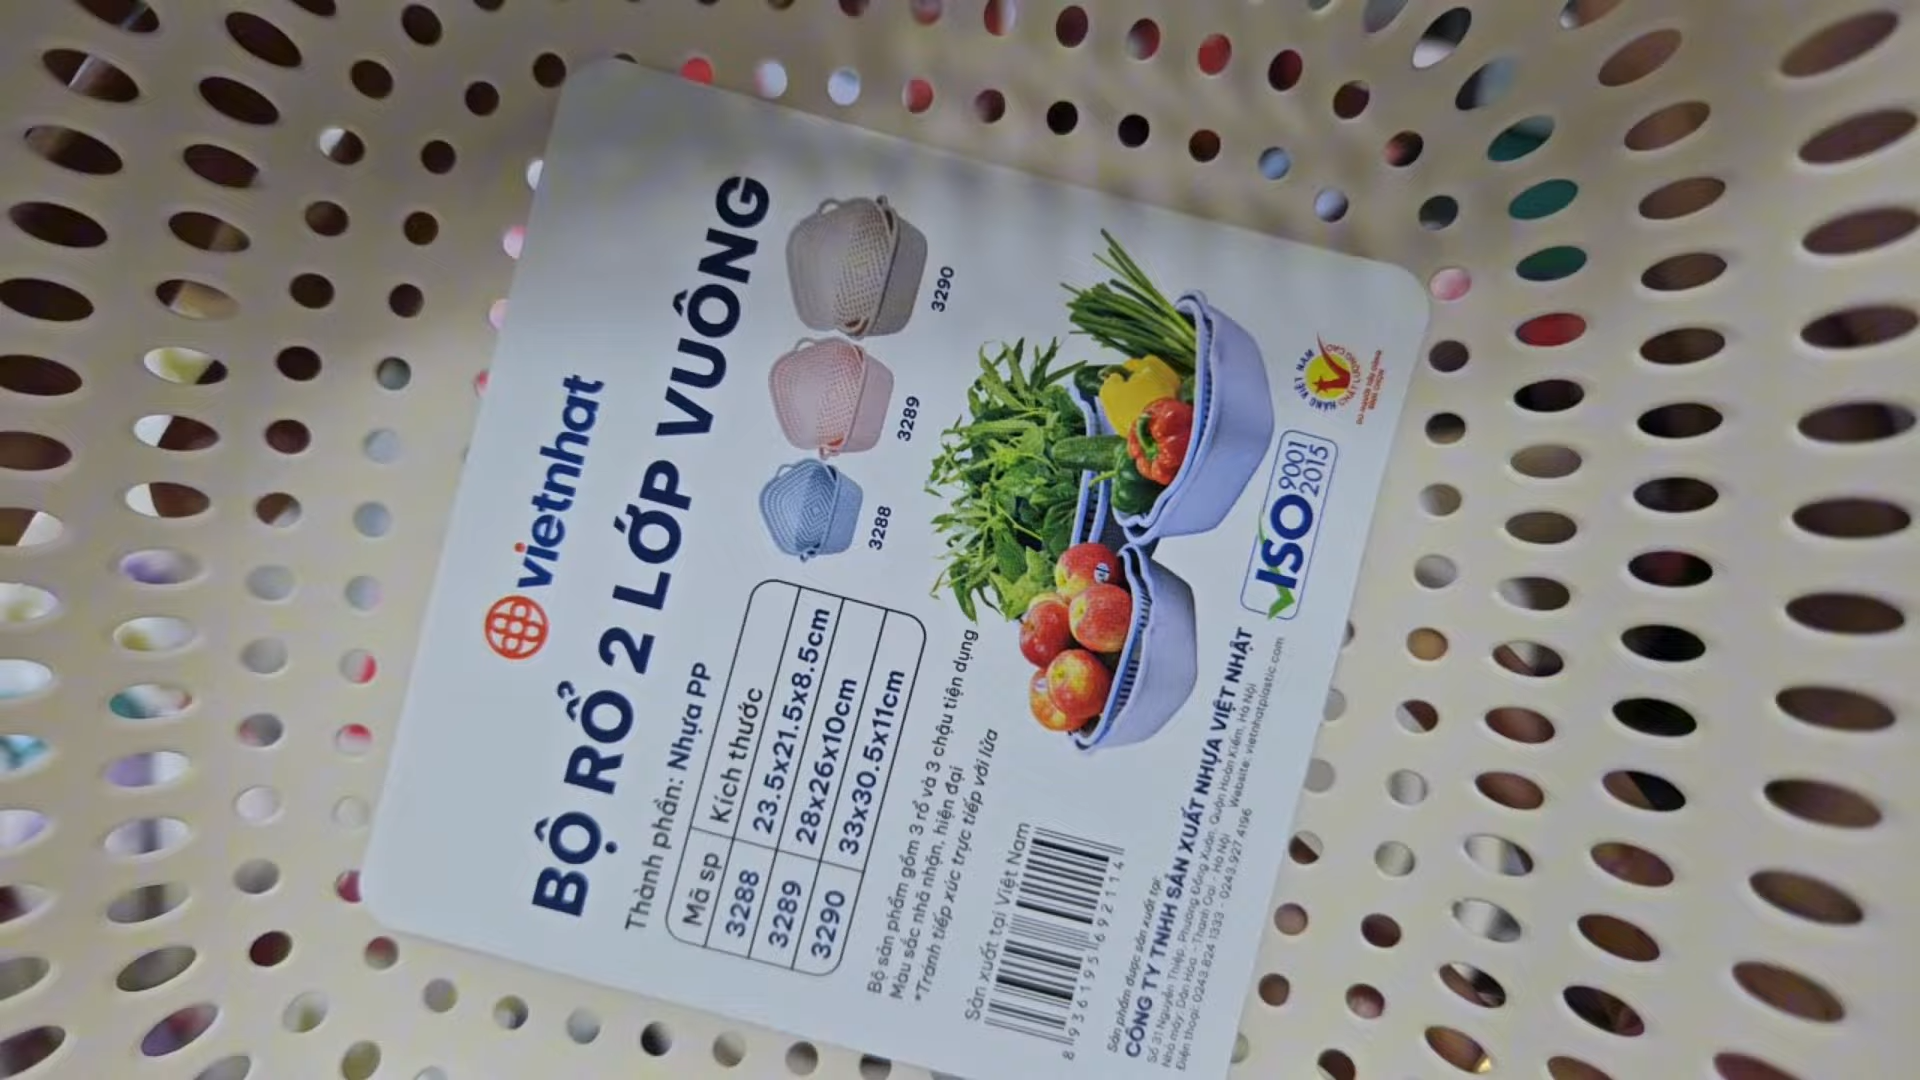 vietnhat
BỘ RỔ 2 LỚP VUÔNG
Thành phần: Nhựa PP
Mã sp Kích thước
3288 23.5x21.5x8.5cm
3289 28x26x10cm
3290 33x30.5x11cm
3288 3289 3290
Bộ sản phẩm gồm 3 rổ và 3 chậu tiện dụng
Màu sắc nhã nhặn, hiện đại
*Tránh tiếp xúc trực tiếp với lửa
Sản xuất tại Việt Nam
8 936195 692114
ISO 9001
2015
HÀNG VIỆT NAM
CHẤT LƯỢNG CAO
Sản phẩm được sản xuất tại:
CÔNG TY TNHH SẢN XUẤT NHỰA VIỆT NHẬT
Số 31 Nguyễn Thiệp, Phường Đồng Xuân, Quận Hoàn Kiếm, Hà Nội
Nhà máy: Dân Hòa - Thanh Oai - Hà Nội Website: vietnhatplastic.com
Điện thoại: 0243.824 1333 - 0243.927 4196